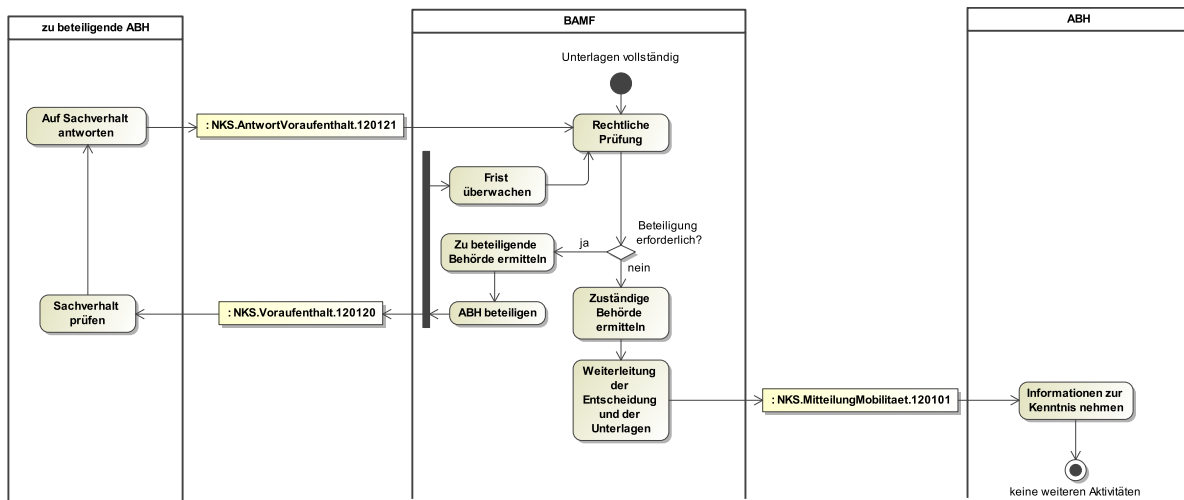 zu beteiligende ABH
BAMF
ABH
Unterlagen vollständig
Auf Sachverhalt
antworten
: NKS.AntwortVoraufenthalt.120121
Rechtliche
Prüfung
Frist
überwachen
Beteiligung
erforderlich?
ja
nein
Zu beteiligende
Behörde ermitteln
Sachverhalt
prüfen
: NKS.Voraufenthalt.120120
ABH beteiligen
Zuständige
Behörde
ermitteln
Weiterleitung
der
Entscheidung
und der
Unterlagen
: NKS.MitteilungMobilitaet.120101
Informationen zur
Kenntnis nehmen
keine weiteren Aktivitäten